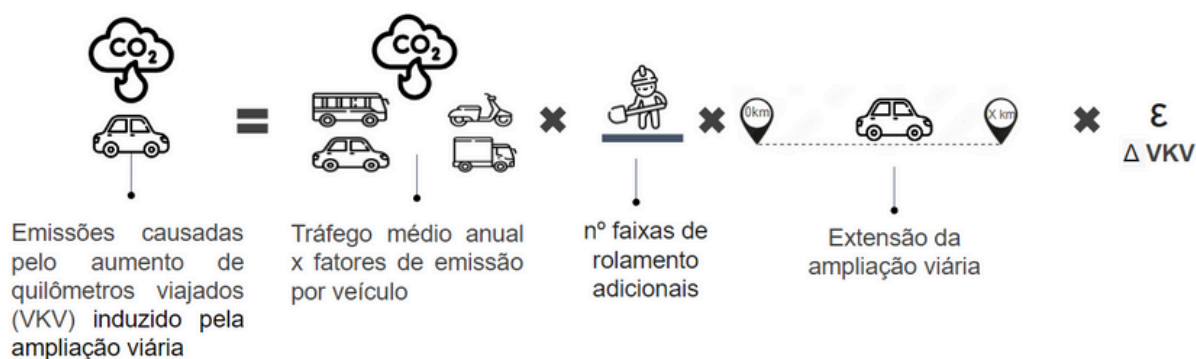 CO2
CO2
0km
X km
ε
Δ VKV
Emissões causadas
pelo aumento de
quilômetros viajados
(VKV) induzido pela
ampliação viária
Tráfego médio anual
x fatores de emissão
por veículo
nº faixas de
rolamento
adicionais
Extensão da
ampliação viária